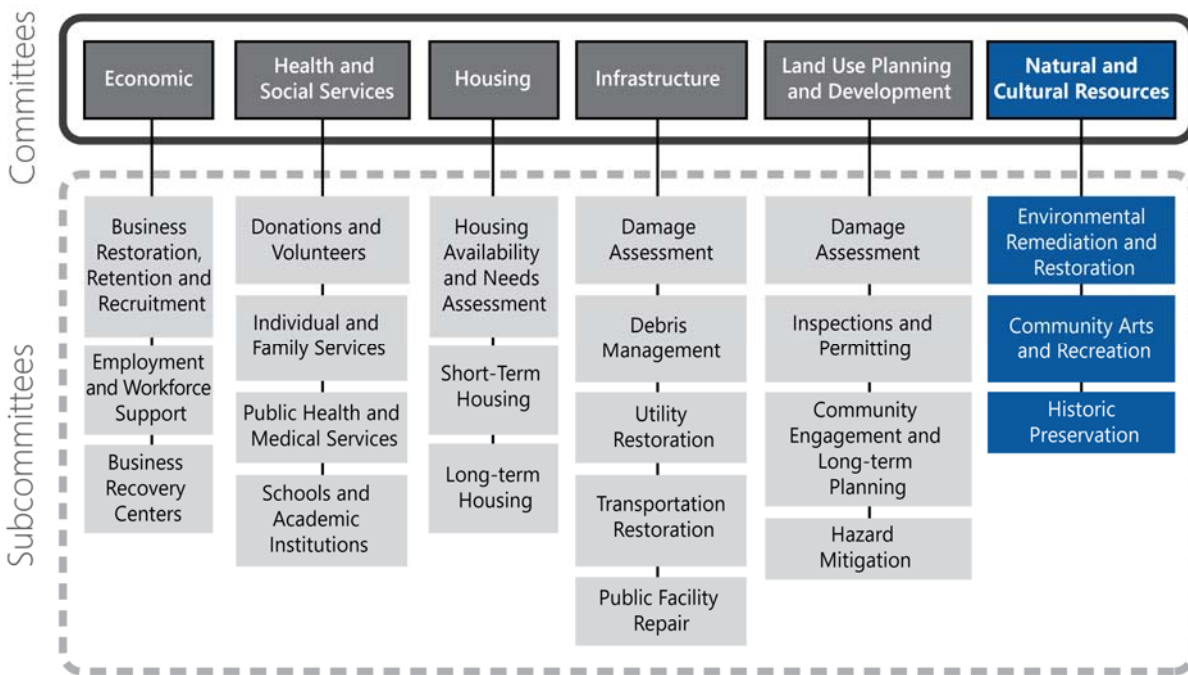 Committees
Economic
Health and
Social Services
Housing
Infrastructure
Land Use Planning
and Development
Natural and
Cultural Resources
Subcommittees
Business
Restoration,
Retention and
Recruitment
Employment
and Workforce
Support
Business
Recovery
Centers
Donations and
Volunteers
Individual and
Family Services
Public Health and
Medical Services
Schools and
Academic
Institutions
Housing
Availability
and Needs
Assessment
Short-Term
Housing
Long-term
Housing
Damage
Assessment
Debris
Management
Utility
Restoration
Transportation
Restoration
Public Facility
Repair
Damage
Assessment
Inspections and
Permitting
Community
Engagement and
Long-term
Planning
Hazard
Mitigation
Environmental
Remediation and
Restoration
Community Arts
and Recreation
Historic
Preservation